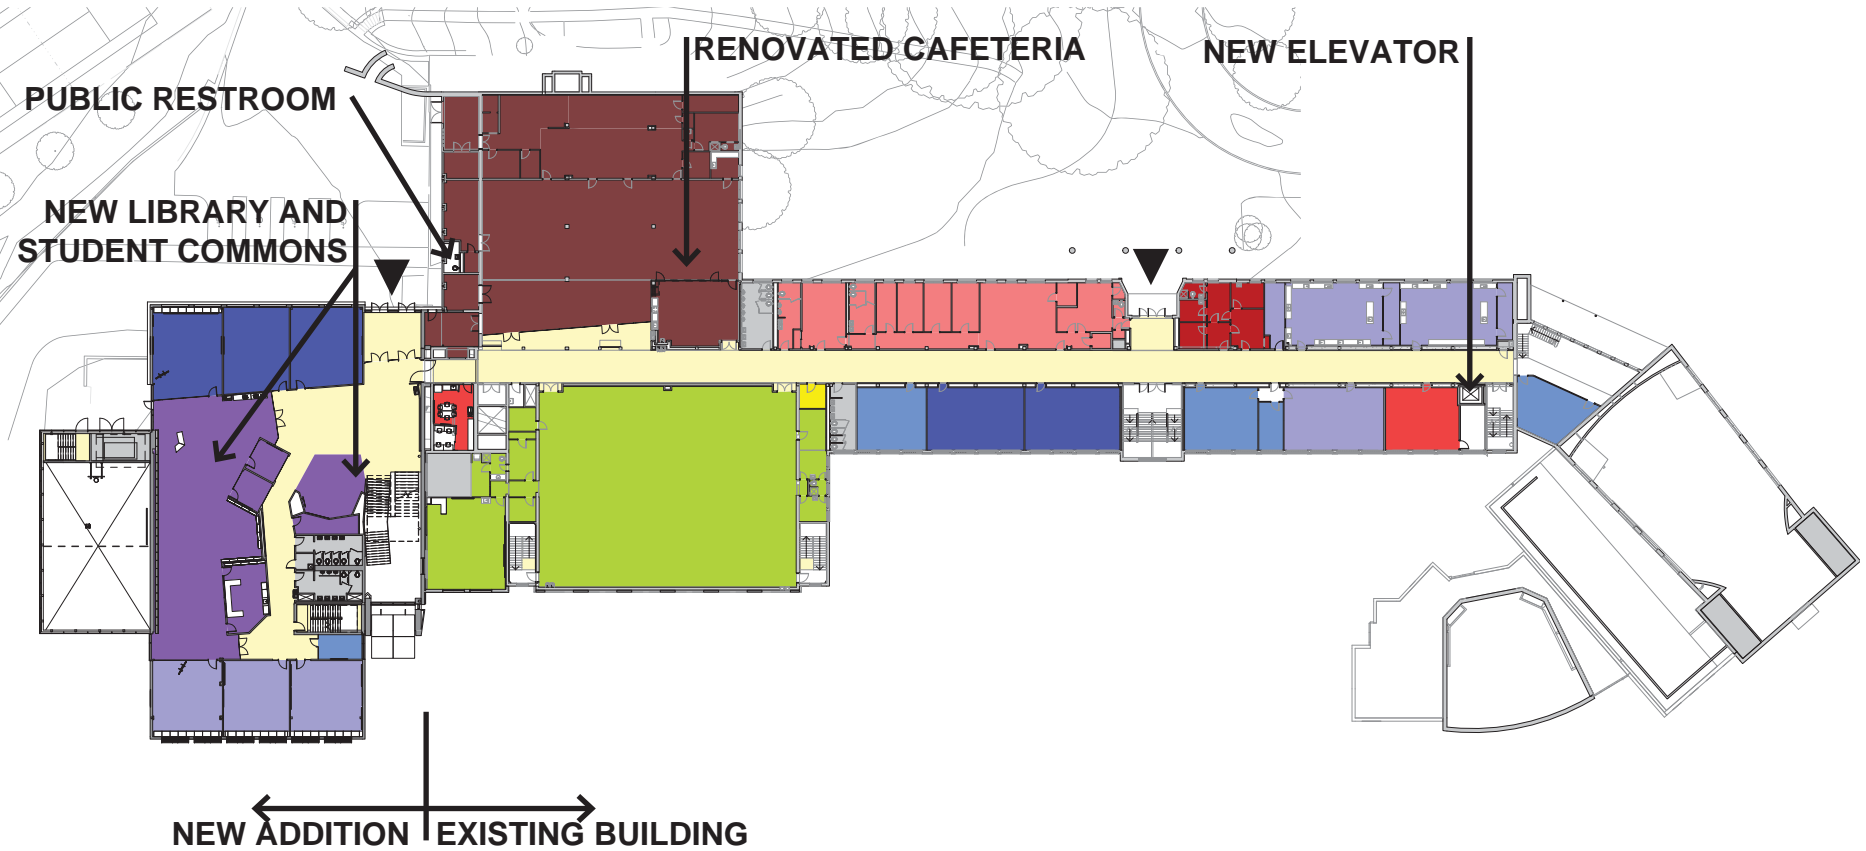 RENOVATED CAFETERIA
NEW ELEVATOR
PUBLIC RESTROOM
NEW LIBRARY AND
STUDENT COMMONS
NEW ADDITION
EXISTING BUILDING